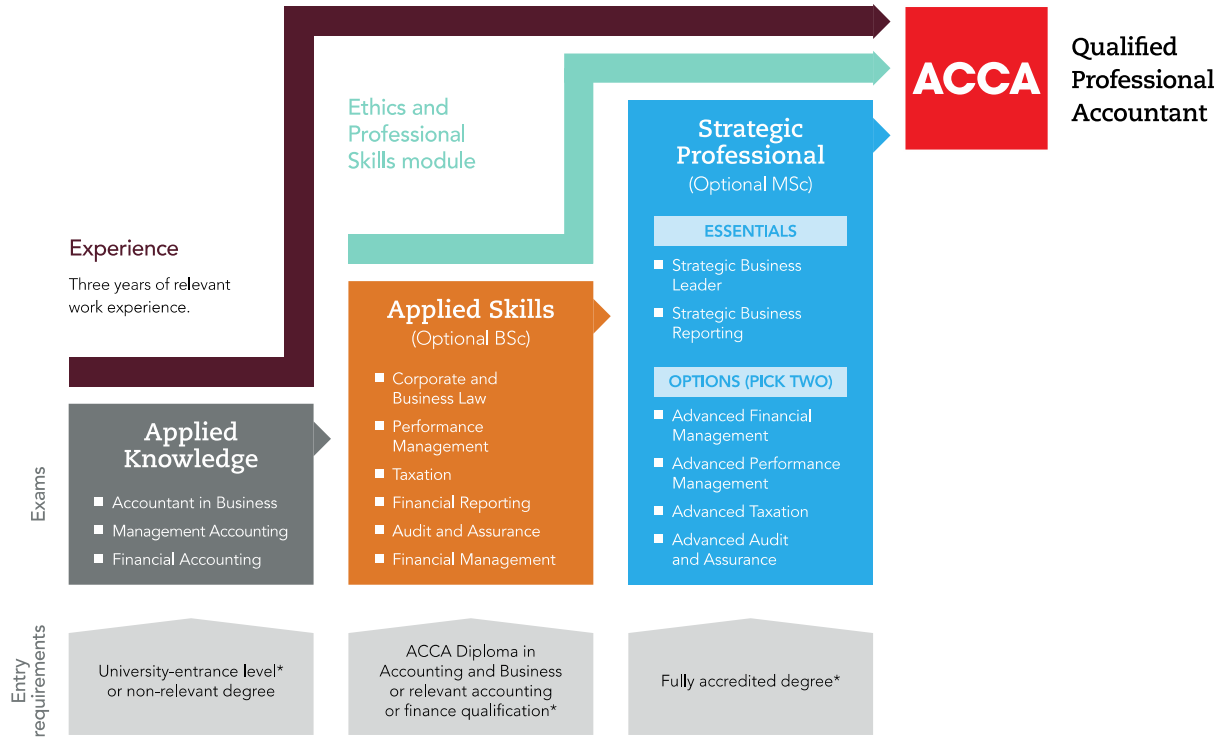 ACCA
Qualified
Professional
Accountant
Ethics and
Professional
Skills module
Experience
Three years of relevant
work experience.
Exams
Applied
Knowledge
Accountant in Business
Management Accounting
Financial Accounting
Applied Skills
(Optional BSc)
Corporate and
Business Law
Performance
Management
Taxation
Financial Reporting
Audit and Assurance
Financial Management
Strategic
Professional
(Optional MSc)
ESSENTIALS
Strategic Business
Leader
Strategic Business
Reporting
OPTIONS (PICK TWO)
Advanced Financial
Management
Advanced Performance
Management
Advanced Taxation
Advanced Audit
and Assurance
Entry
requirements
University-entrance level*
or non-relevant degree
ACCA Diploma in
Accounting and Business
or relevant accounting
or finance qualification*
Fully accredited degree*